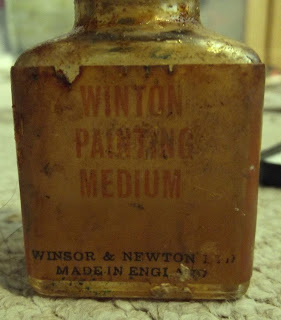 WINTON
PAINTING
MEDIUM
WINSOR & NEWTON LTD
MADE IN ENGLAND